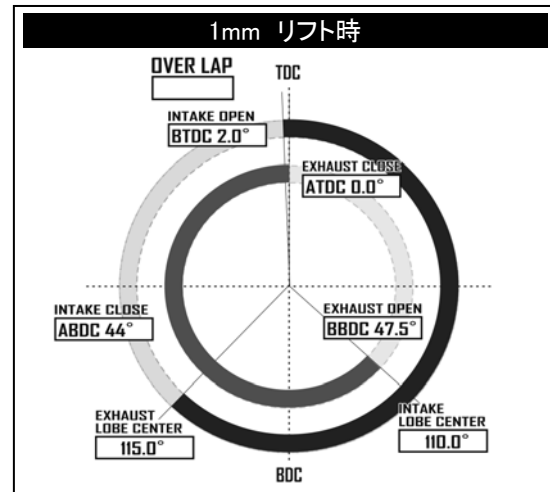 1mm リフト時
OVER LAP
TDC
INTAKE OPEN
BTDC 2.0°
EXHAUST CLOSE
ATDC 0.0°
INTAKE CLOSE
ABDC 44°
EXHAUST OPEN
BBDC 47.5°
EXHAUST
LOBE CENTER
115.0°
INTAKE
LOBE CENTER
110.0°
BDC